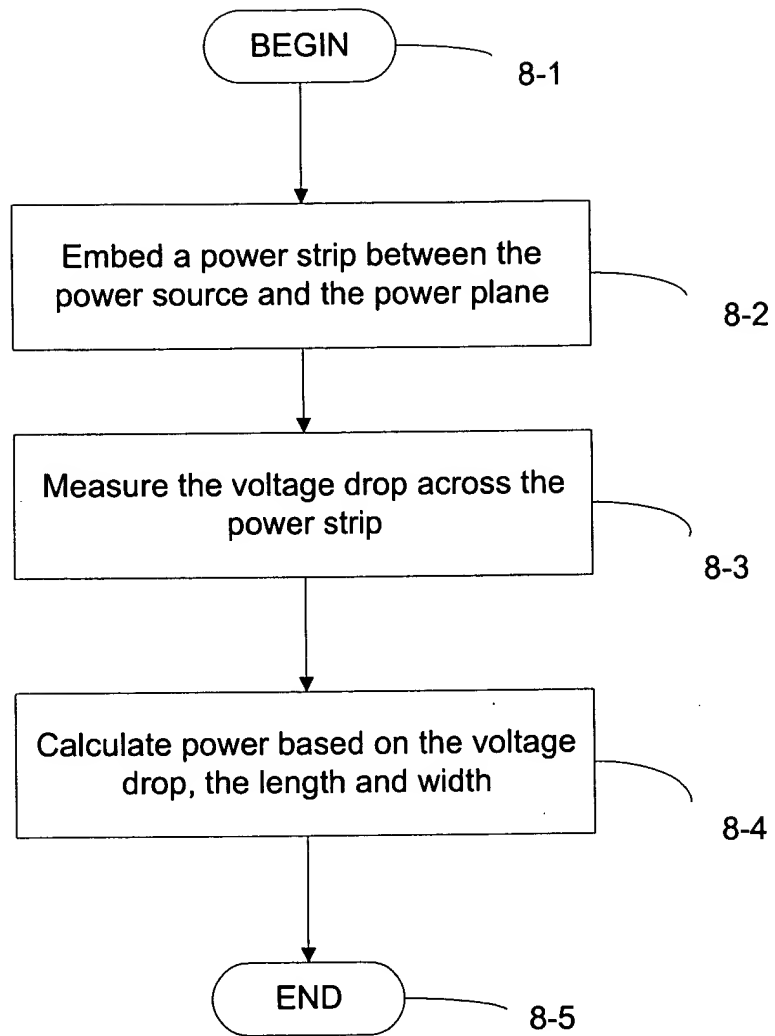 BEGIN
8-1
Embed a power strip between the
power source and the power plane
8-2
Measure the voltage drop across the
power strip
8-3
Calculate power based on the voltage
drop, the length and width
8-4
END
8-5